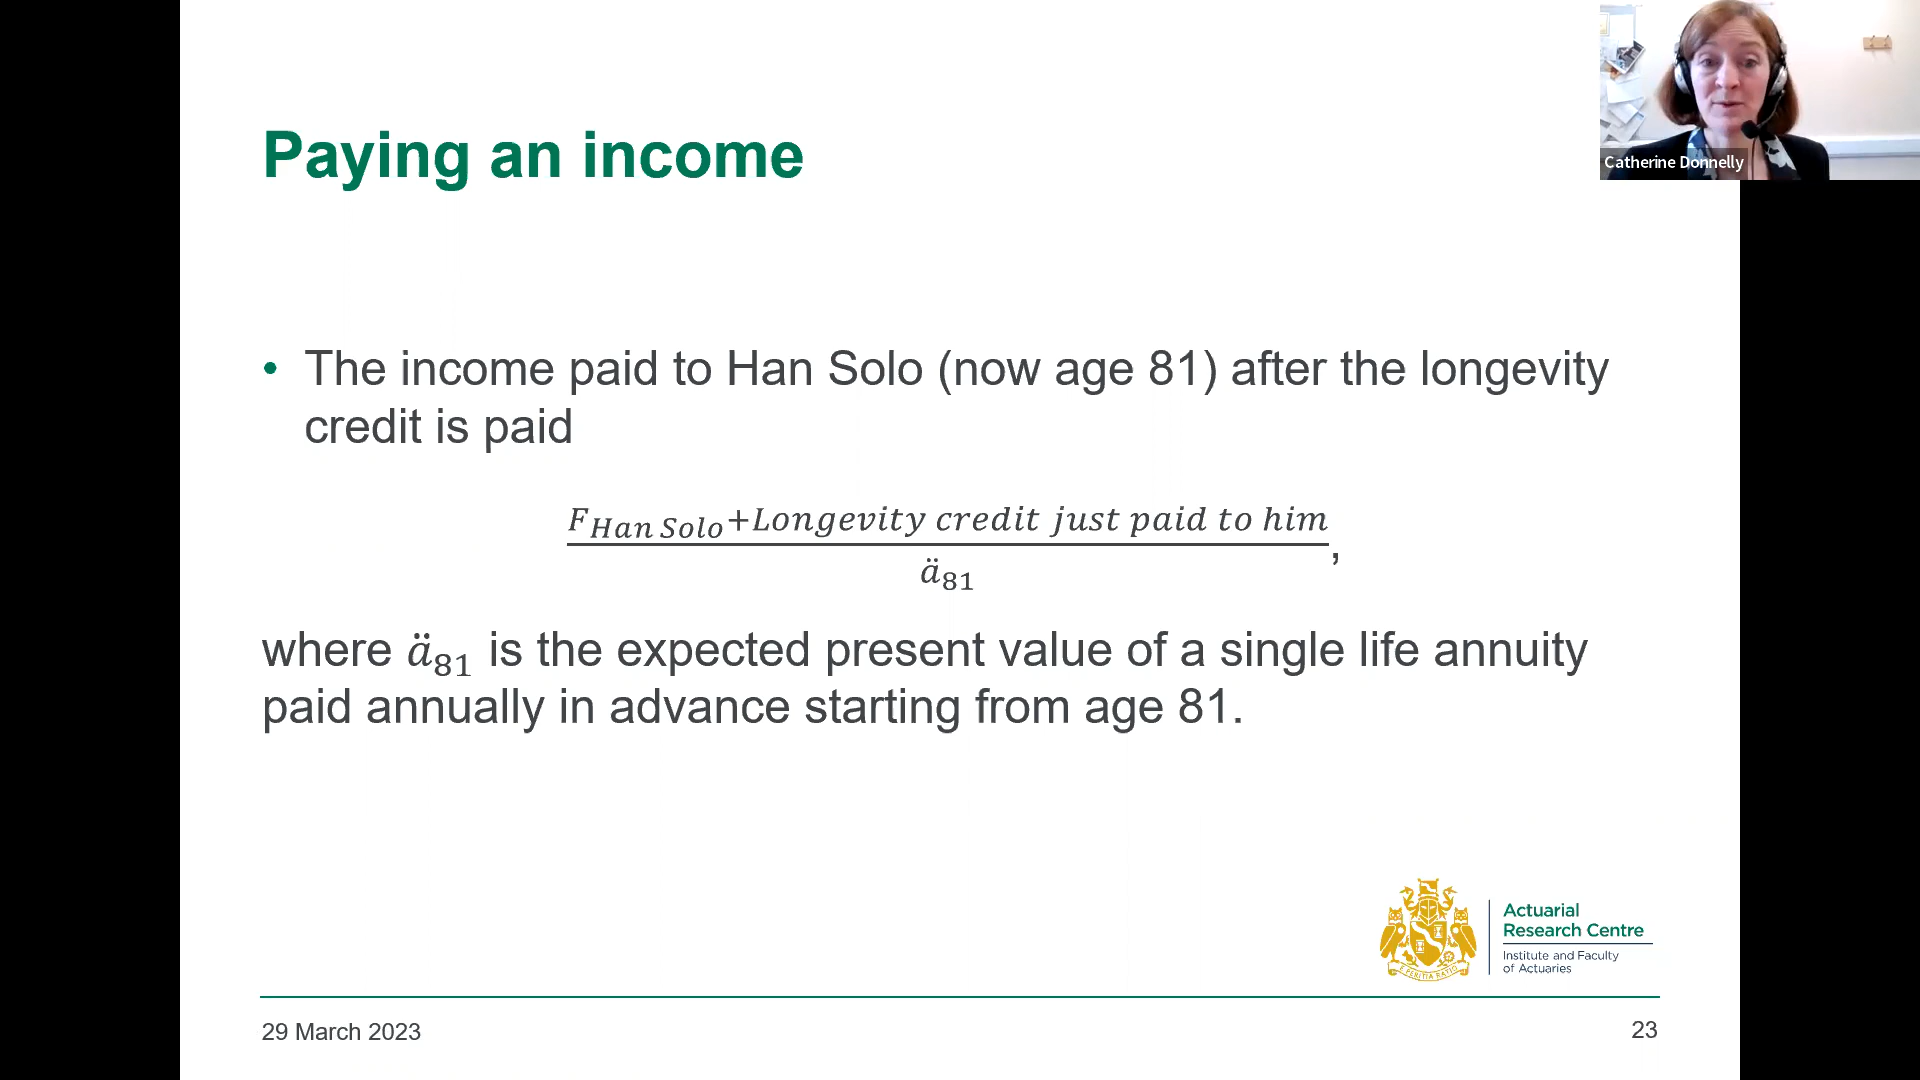 Catherine Donnelly
Paying an income
• The income paid to Han Solo (now age 81) after the longevity
credit is paid
F_Han Solo+Longevity credit just paid to him
ä_81 ,
where ä_81 is the expected present value of a single life annuity
paid annually in advance starting from age 81.
Actuarial
Research Centre
Institute and Faculty
of Actuaries
29 March 2023
23